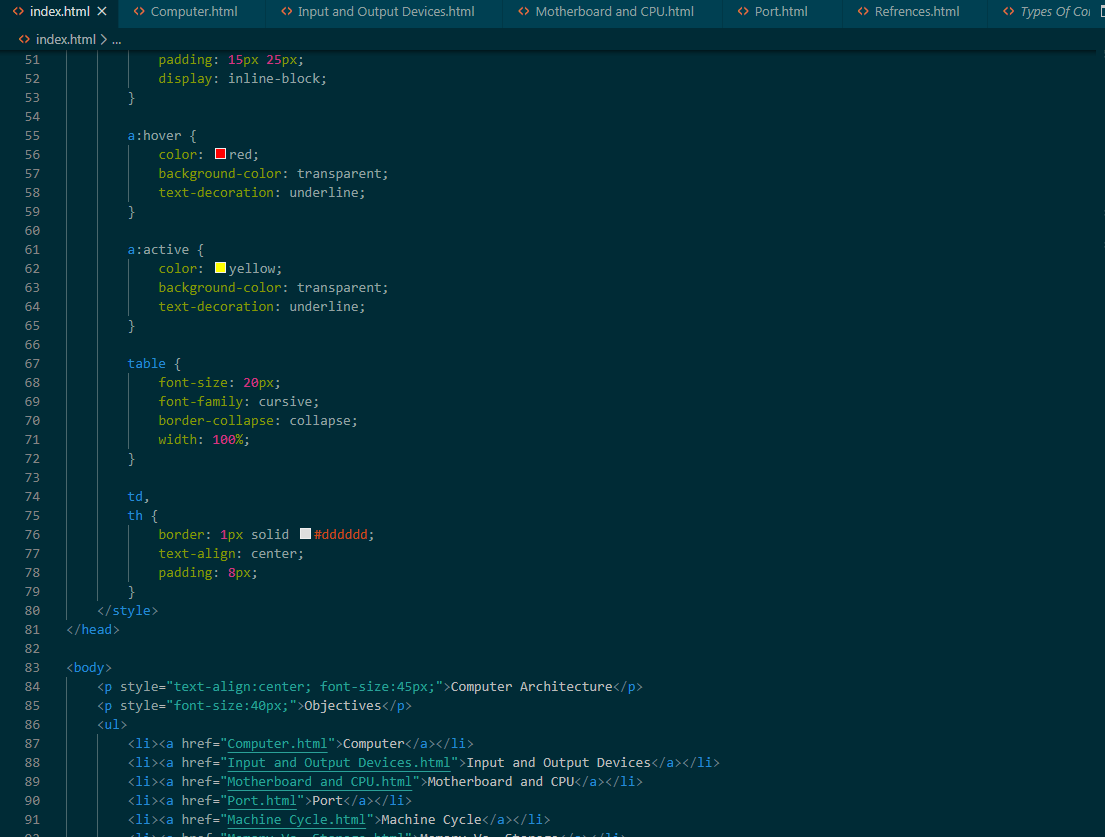 index.html
Computer.html
Input and Output Devices.html
Motherboard and CPU.html
Port.html
Refrences.html
Types Of
index.html > ...
51 padding: 15px 25px;
52 display: inline-block;
53 }
54
55 a:hover {
56 color: red;
57 background-color: transparent;
58 text-decoration: underline;
59 }
60
61 a:active {
62 color: yellow;
63 background-color: transparent;
64 text-decoration: underline;
65 }
66
67 table {
68 font-size: 20px;
69 font-family: cursive;
70 border-collapse: collapse;
71 width: 100%;
72 }
73
74 td,
75 th {
76 border: 1px solid #dddddd;
77 text-align: center;
78 padding: 8px;
79 }
80 </style>
81 </head>
82
83 <body>
84 <p style="text-align:center; font-size:45px;">Computer Architecture</p>
85 <p style="font-size:40px;">Objectives</p>
86 <ul>
87 <li><a href="Computer.html">Computer</a></li>
88 <li><a href="Input and Output Devices.html">Input and Output Devices</a></li>
89 <li><a href="Motherboard and CPU.html">Motherboard and CPU</a></li>
90 <li><a href="Port.html">Port</a></li>
91 <li><a href="Machine Cycle.html">Machine Cycle</a></li>